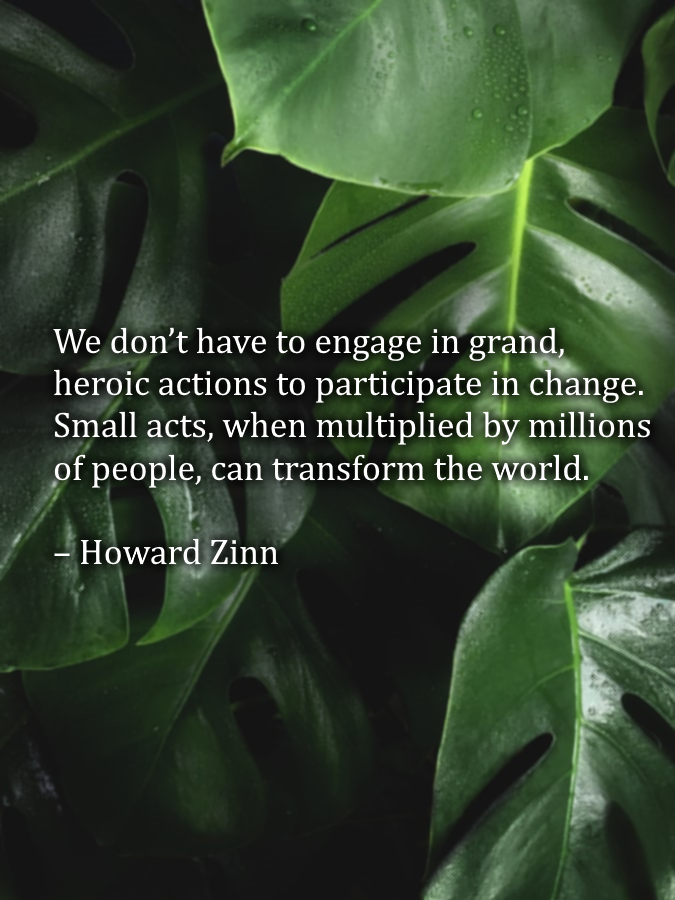 We don’t have to engage in grand,
heroic actions to participate in change.
Small acts, when multiplied by millions
of people, can transform the world.
– Howard Zinn